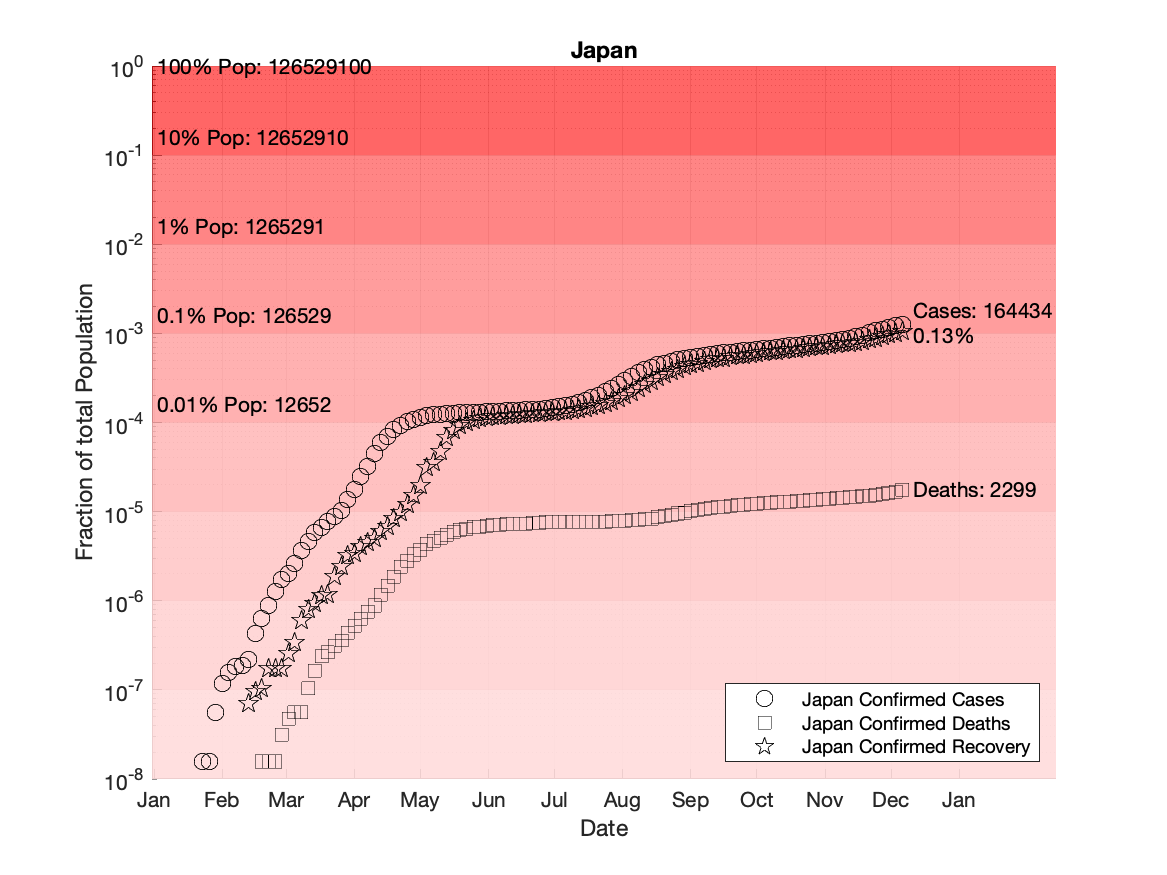 Japan
10^0
100% Pop: 126529100
10% Pop: 12652910
10^-1
1% Pop: 1265291
10^-2
0.1% Pop: 126529
10^-3
Cases: 164434
0.13%
0.01% Pop: 12652
10^-4
Deaths: 2299
10^-5
10^-6
10^-7
10^-8
Fraction of total Population
Japan Confirmed Cases
Japan Confirmed Deaths
Japan Confirmed Recovery
Jan Feb Mar Apr May Jun Jul Aug Sep Oct Nov Dec Jan
Date